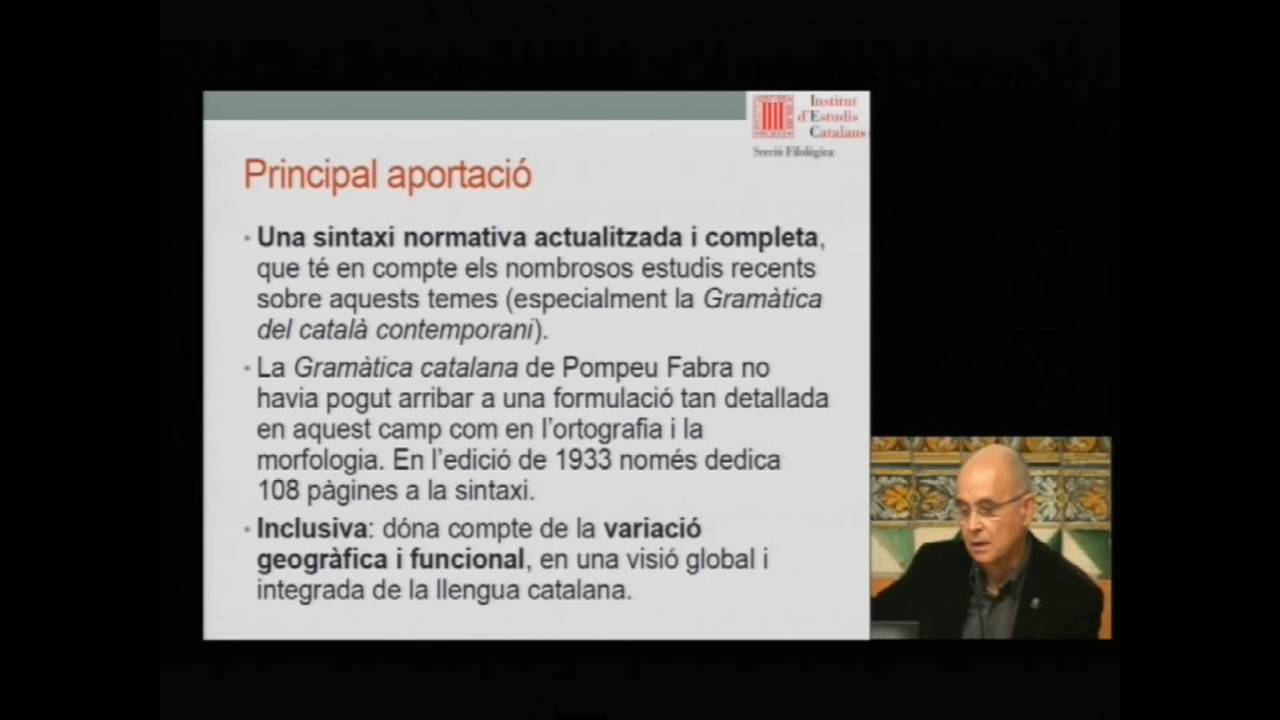 Institut
d'Estudis
Catalans
Secció Filològica
Principal aportació
· Una sintaxi normativa actualitzada i completa,
que té en compte els nombrosos estudis recents
sobre aquests temes (especialment la Gramàtica
del català contemporani).
· La Gramàtica catalana de Pompeu Fabra no
havia pogut arribar a una formulació tan detallada
en aquest camp com en l'ortografia i la
morfologia. En l'edició de 1933 només dedica
108 pàgines a la sintaxi.
· Inclusiva: dóna compte de la variació
geogràfica i funcional, en una visió global i
integrada de la llengua catalana.